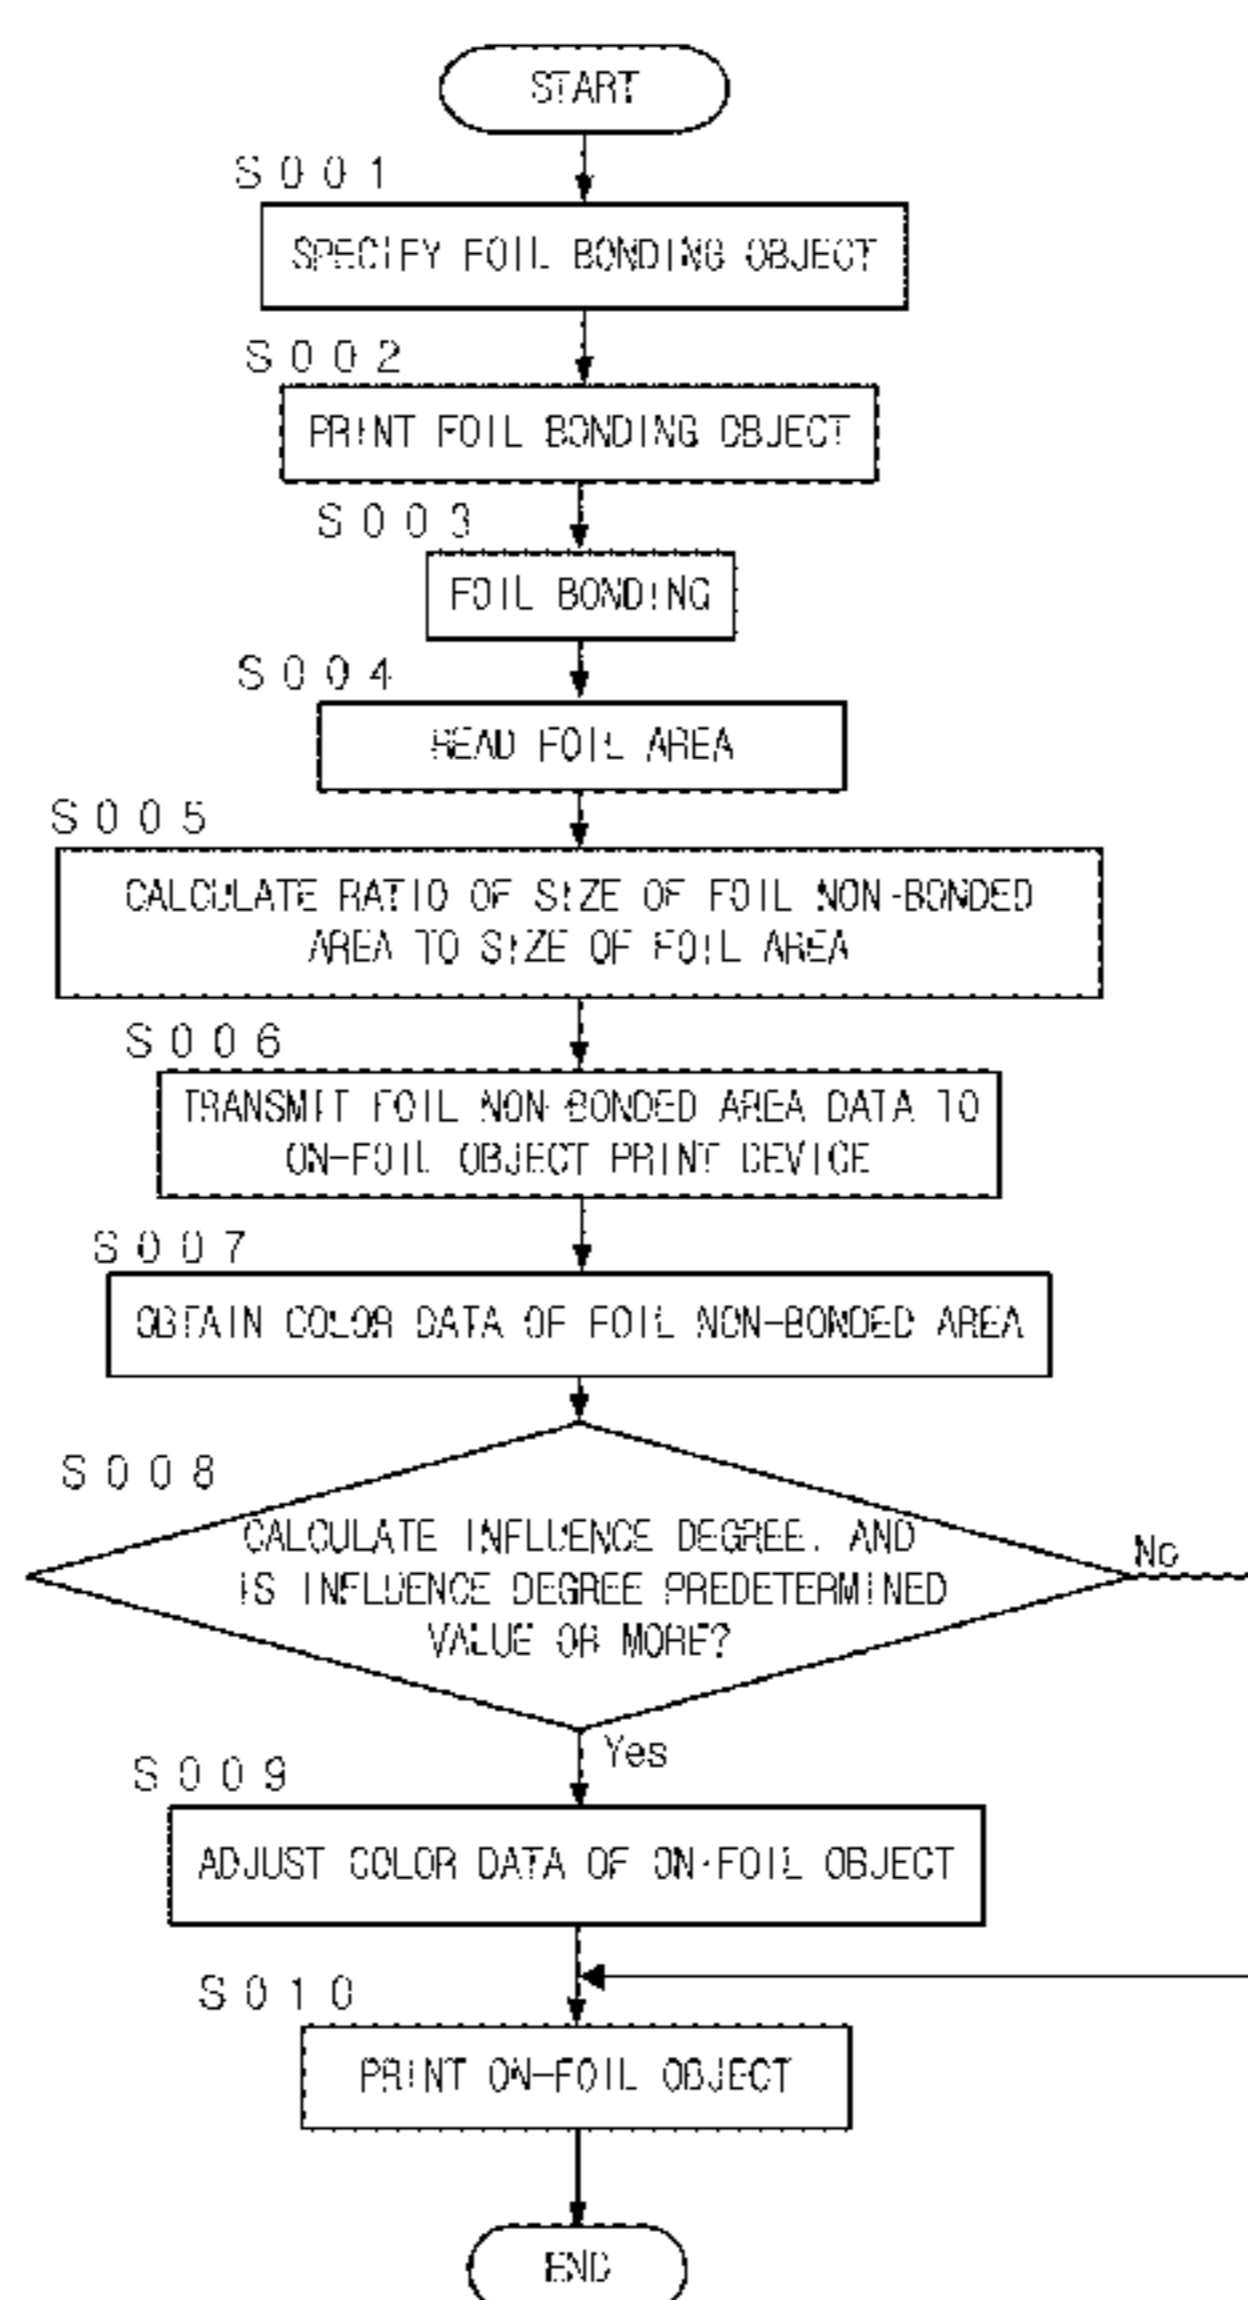 START
S001
SPECIFY FOIL BONDING OBJECT
S002
PRINT FOIL BONDING OBJECT
S003
FOIL BONDING
S004
READ FOIL AREA
S005
CALCULATE RATIO OF SIZE OF FOIL NON-BONDED
AREA TO SIZE OF FOIL AREA
S006
TRANSMIT FOIL NON-BONDED AREA DATA TO
ON-FOIL OBJECT PRINT DEVICE
S007
OBTAIN COLOR DATA OF FOIL NON-BONDED AREA
S008
CALCULATE INFLUENCE DEGREE. AND
IS INFLUENCE DEGREE PREDETERMINED
VALUE OR MORE?
No
Yes
S009
ADJUST COLOR DATA OF ON-FOIL OBJECT
S010
PRINT ON-FOIL OBJECT
END